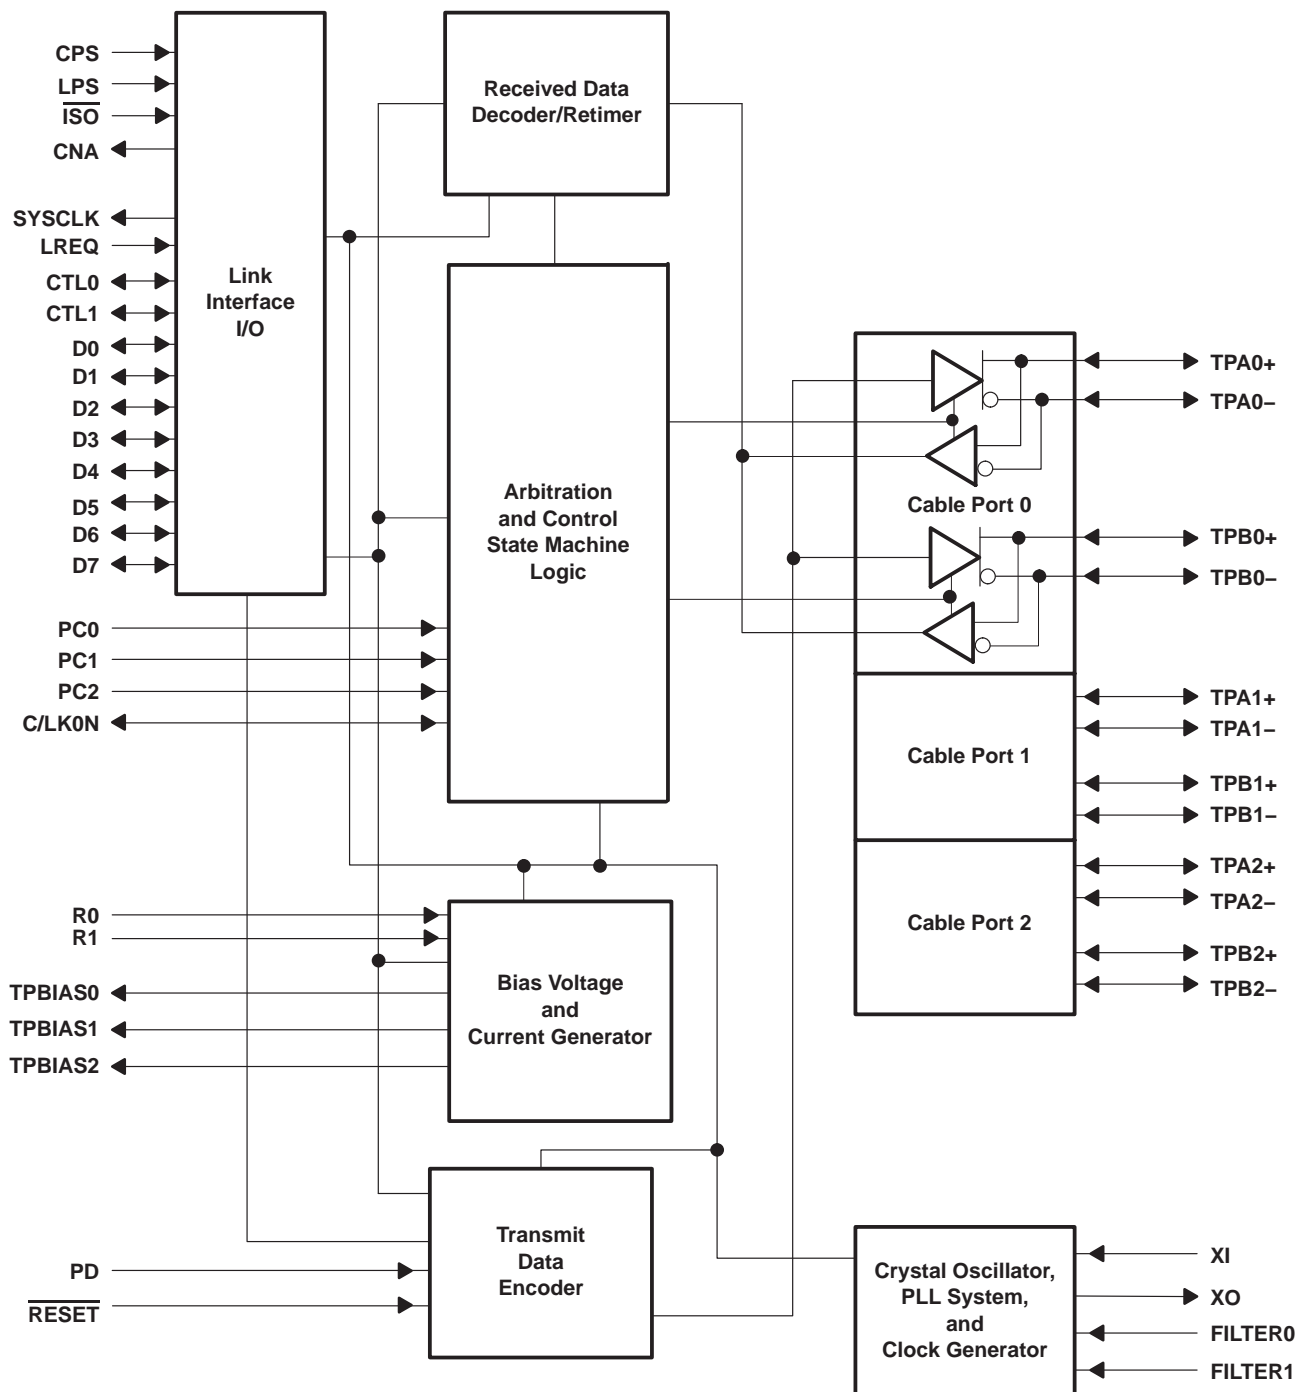 CPS
LPS
ISO
CNA
SYSCLK
LREQ
CTL0
CTL1
D0
D1
D2
D3
D4
D5
D6
D7
PC0
PC1
PC2
C/LK0N
R0
R1
TPBIAS0
TPBIAS1
TPBIAS2
PD
RESET
Link
Interface
I/O
Received Data
Decoder/Retimer
Arbitration
and Control
State Machine
Logic
Bias Voltage
and
Current Generator
Transmit
Data
Encoder
Cable Port 0
Cable Port 1
Cable Port 2
Crystal Oscillator,
PLL System,
and
Clock Generator
TPA0+
TPA0–
TPB0+
TPB0–
TPA1+
TPA1–
TPB1+
TPB1–
TPA2+
TPA2–
TPB2+
TPB2–
XI
XO
FILTER0
FILTER1